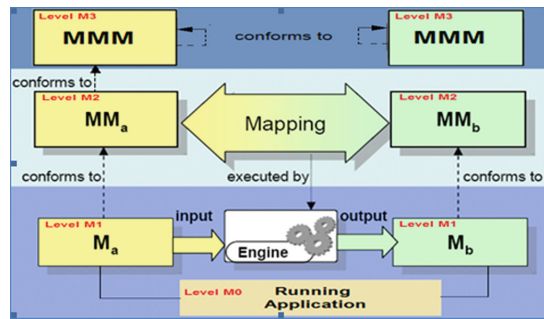 Level M3
MMM
conforms to
Level M3
MMM
conforms to
Level M2
MMa
Mapping
Level M2
MMb
conforms to
executed by
conforms to
Level M1
Ma
input
Engine
output
Level M1
Mb
Level M0
Running
Application